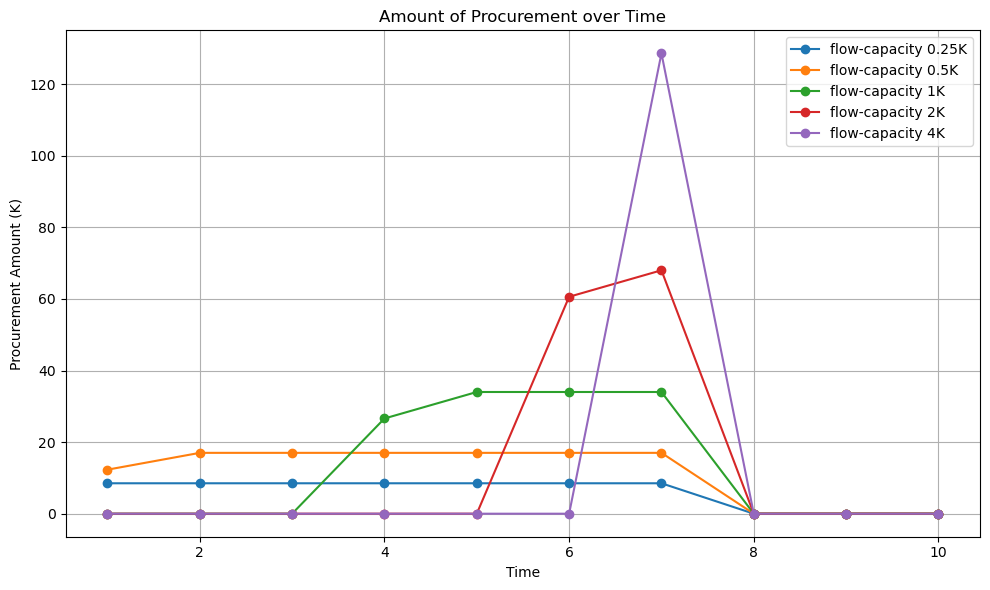 Amount of Procurement over Time
flow-capacity 0.25K
flow-capacity 0.5K
flow-capacity 1K
flow-capacity 2K
flow-capacity 4K
Procurement Amount (K)
120
100
80
60
40
20
0
2
4
6
8
10
Time